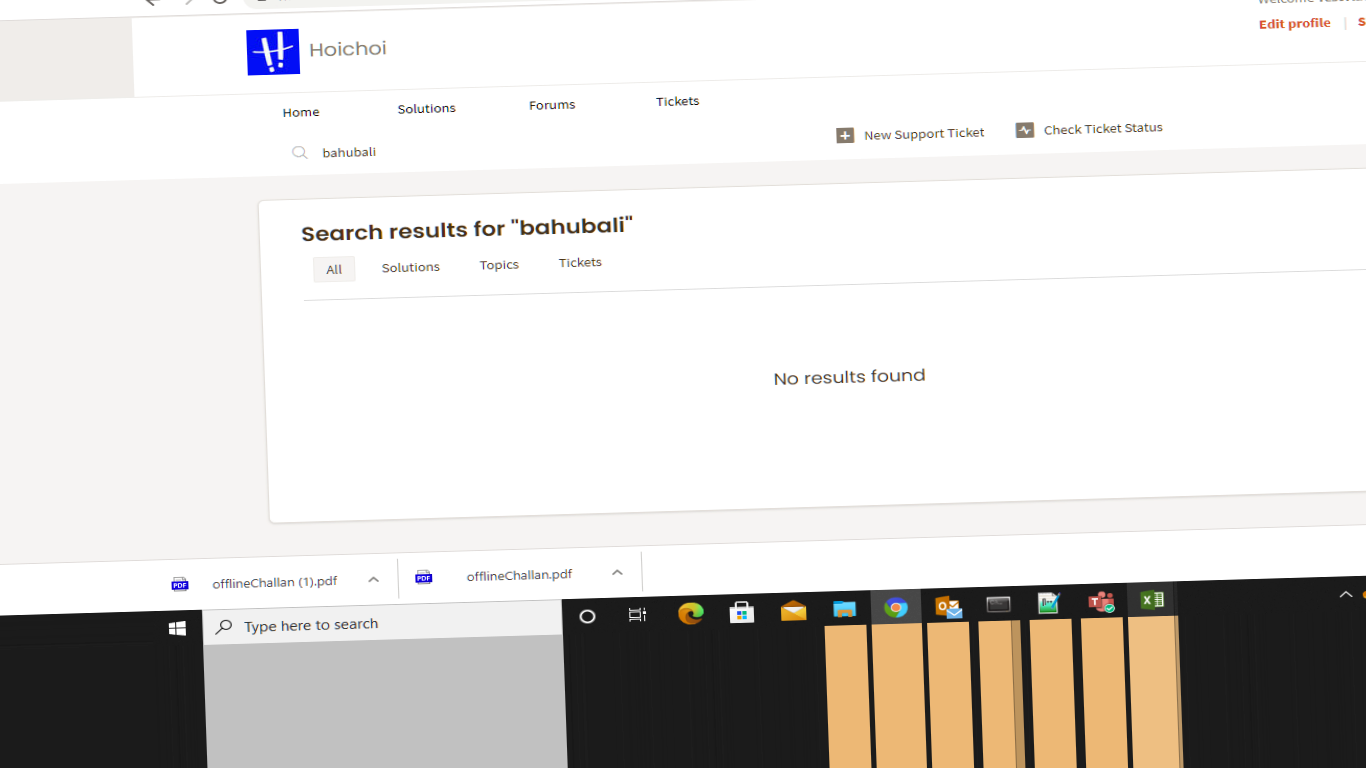 Edit profile
Hoichoi
Home Solutions Forums Tickets
bahubali
New Support Ticket Check Ticket Status
Search results for "bahubali"
All Solutions Topics Tickets
No results found
offlineChallan (1).pdf offlineChallan.pdf
Type here to search